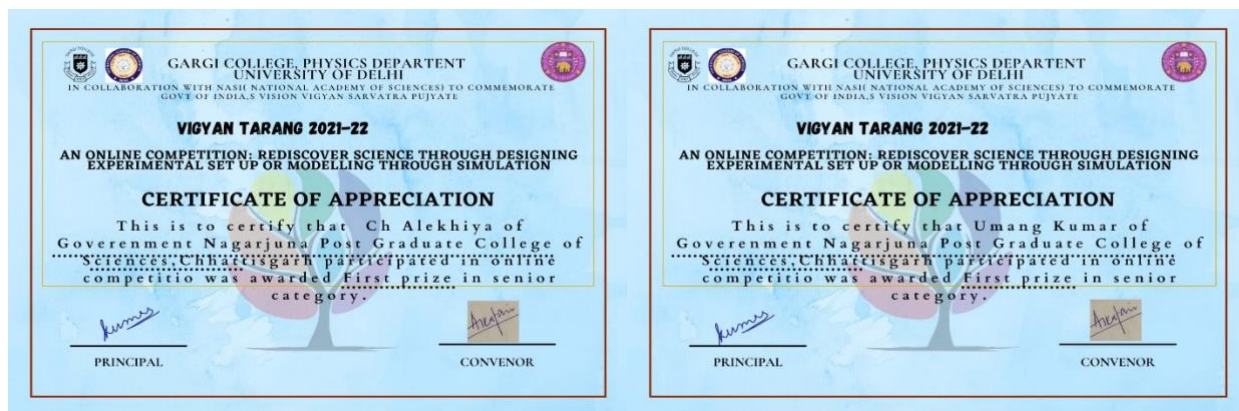 GARGI COLLEGE, PHYSICS DEPARTENT
UNIVERSITY OF DELHI
IN COLLABORATION WITH NASI( NATIONAL ACADEMY OF SCIENCES) TO COMMEMORATE
GOVT OF INDIA,S VISION VIGYAN SARVATRA PUJYATE
VIGYAN TARANG 2021-22
AN ONLINE COMPETITION: REDISCOVER SCIENCE THROUGH DESIGNING
EXPERIMENTAL SET UP OR MODELLING THROUGH SIMULATION
CERTIFICATE OF APPRECIATION
This is to certify that Ch Alekhiya of
Goverenment Nagarjuna Post Graduate College of
Sciences,Chhattisgarh participated in online
competitio was awarded First prize in senior
category.
PRINCIPAL
CONVENOR
GARGI COLLEGE, PHYSICS DEPARTENT
UNIVERSITY OF DELHI
IN COLLABORATION WITH NASI( NATIONAL ACADEMY OF SCIENCES) TO COMMEMORATE
GOVT OF INDIA,S VISION VIGYAN SARVATRA PUJYATE
VIGYAN TARANG 2021-22
AN ONLINE COMPETITION: REDISCOVER SCIENCE THROUGH DESIGNING
EXPERIMENTAL SET UP OR MODELLING THROUGH SIMULATION
CERTIFICATE OF APPRECIATION
This is to certify that Umang Kumar of
Goverenment Nagarjuna Post Graduate College of
Sciences,Chhattisgarh participated in online
competitio was awarded First prize in senior
category.
PRINCIPAL
CONVENOR